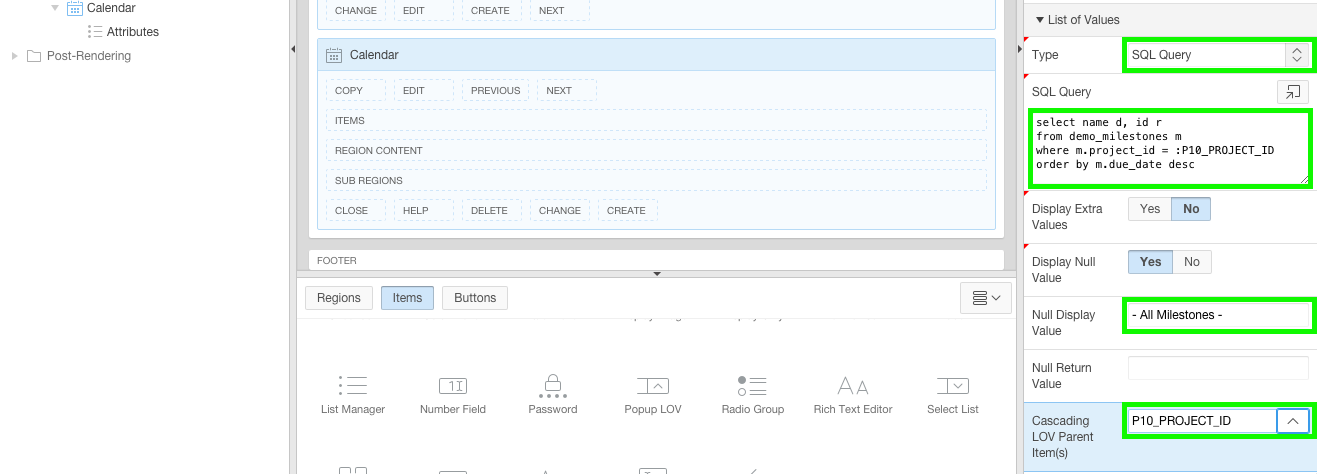 Calendar
Attributes
Post-Rendering
CHANGE EDIT CREATE NEXT
Calendar
COPY EDIT PREVIOUS NEXT
ITEMS
REGION CONTENT
SUB REGIONS
CLOSE HELP DELETE CHANGE CREATE
FOOTER
Regions Items Buttons
List Manager Number Field Password Popup LOV Radio Group Rich Text Editor Select List
List of Values
Type SQL Query
SQL Query
select name d, id r
from demo_milestones m
where m.project_id = :P10_PROJECT_ID
order by m.due_date desc
Display Extra
Values
Yes No
Display Null
Value
Yes No
Null Display
Value
- All Milestones -
Null Return
Value
Cascading
LOV Parent
Item(s)
P10_PROJECT_ID